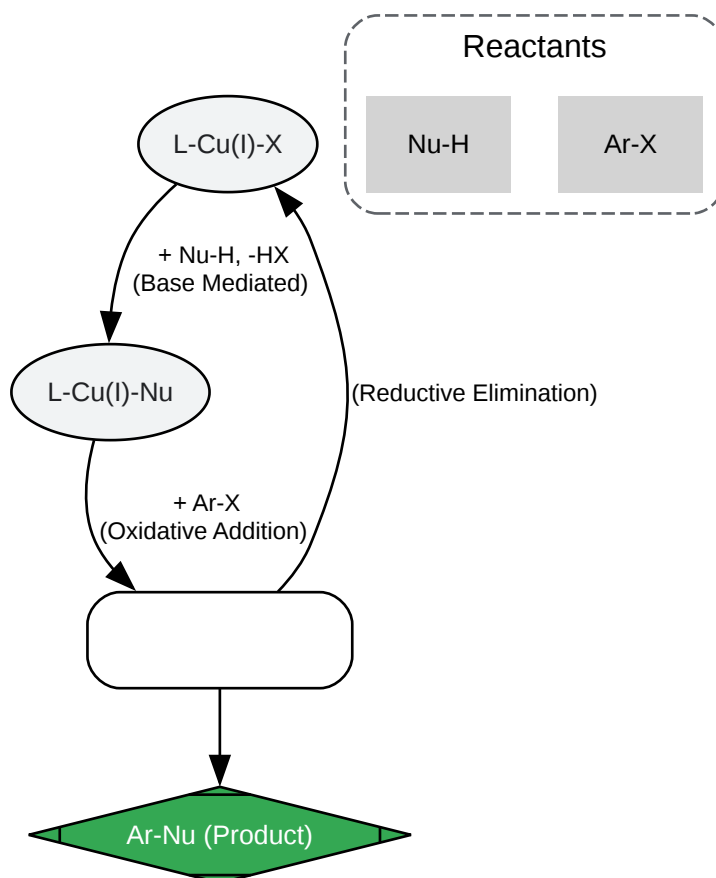 Reactants
Nu-H
Ar-X
L-Cu(I)-X
+ Nu-H, -HX
(Base Mediated)
L-Cu(I)-Nu
(Reductive Elimination)
+ Ar-X
(Oxidative Addition)
Ar-Nu (Product)